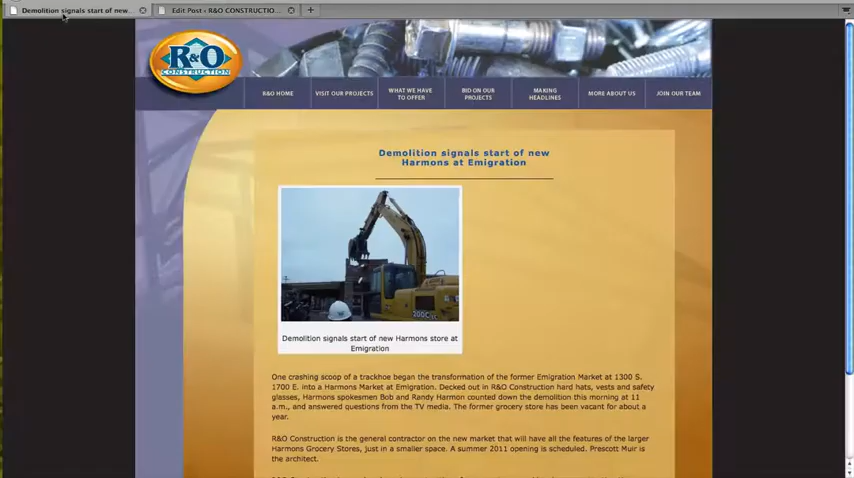 Demolition signals start of new...
Edit Post ‹ R&O CONSTRUCTIO...
R&O
CONSTRUCTION
R&O HOME
VISIT OUR PROJECTS
WHAT WE HAVE
TO OFFER
BID ON OUR
PROJECTS
MAKING
HEADLINES
MORE ABOUT US
JOIN OUR TEAM
Demolition signals start of new
Harmons at Emigration
Demolition signals start of new Harmons store at
Emigration
One crashing scoop of a trackhoe began the transformation of the former Emigration Market at 1300 S.
1700 E. into a Harmons Market at Emigration. Decked out in R&O Construction hard hats, vests and safety
glasses, Harmons spokesmen Bob and Randy Harmon counted down the demolition this morning at 11
a.m., and answered questions from the TV media. The former grocery store has been vacant for about a
year.
R&O Construction is the general contractor on the new market that will have all the features of the larger
Harmons Grocery Stores, just in a smaller space. A summer 2011 opening is scheduled. Prescott Muir is
the architect.